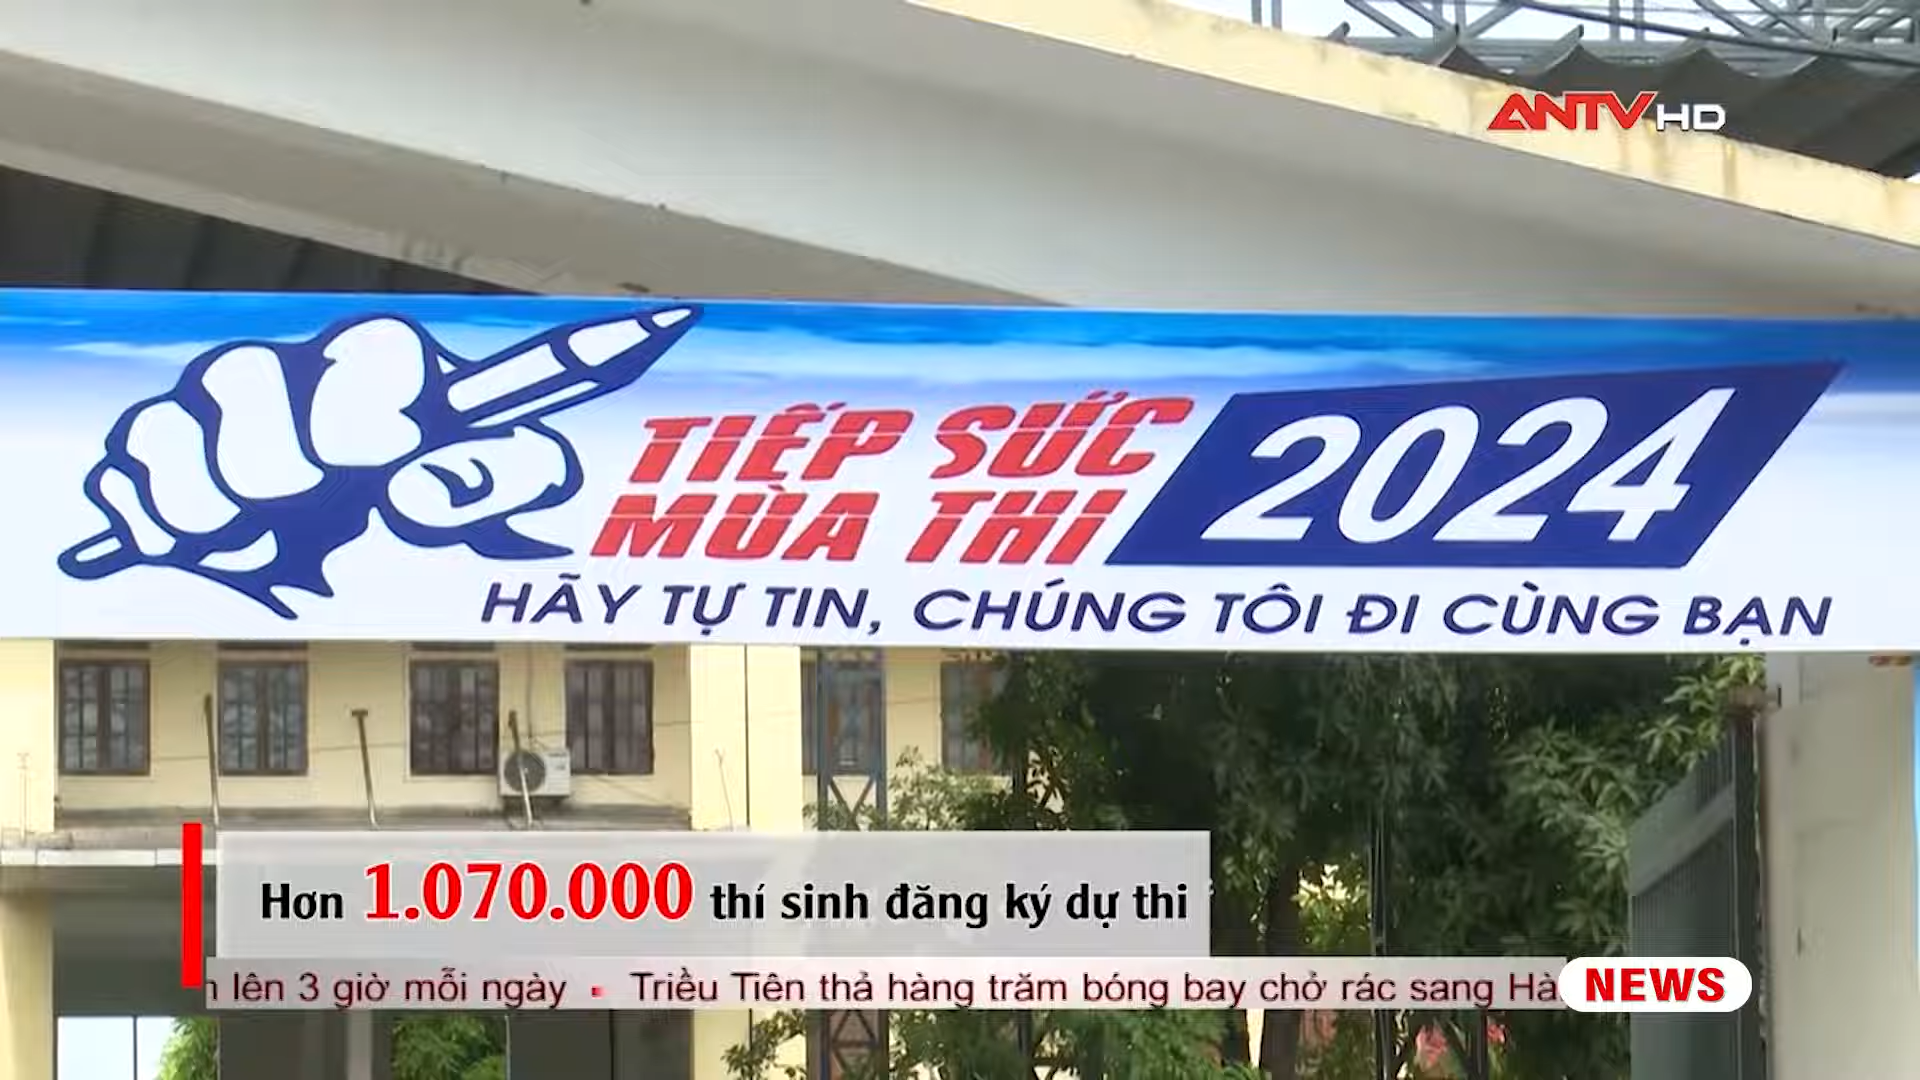 ANTV HD
TIẾP SỨC
MÙA THI
2024
HÃY TỰ TIN, CHÚNG TÔI ĐI CÙNG BẠN
Hơn 1.070.000 thí sinh đăng ký dự thi
lên 3 giờ mỗi ngày ▪ Triều Tiên thả hàng trăm bóng bay chở rác sang
NEWS